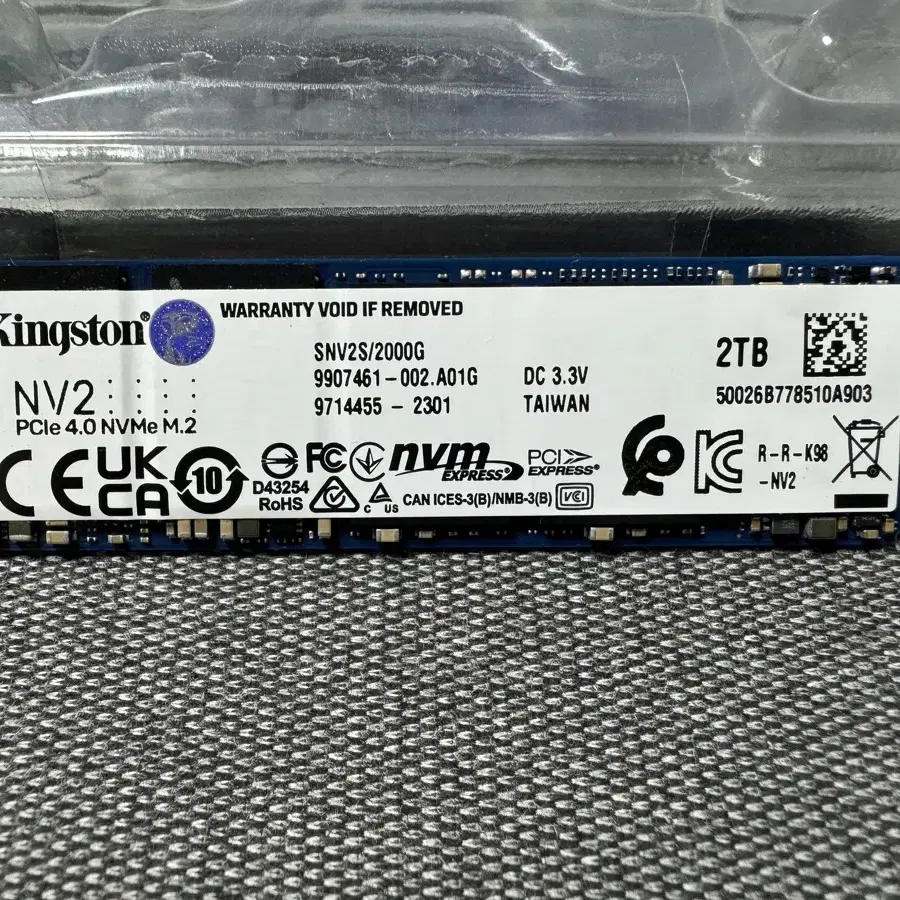 Kingston®
WARRANTY VOID IF REMOVED
SNV2S/2000G
9907461-002.A01G
DC 3.3V
9714455 - 2301
TAIWAN
2TB
50026B778510A903
NV2
PCIe 4.0 NVMe M.2
CE
UK
CA
10
D43254
RoHS
FC
nvm
EXPRESS®
PCI
EXPRESS®
C US
CAN ICES-3(B)/NMB-3(B)
VCI
R-R-K98
-NV2